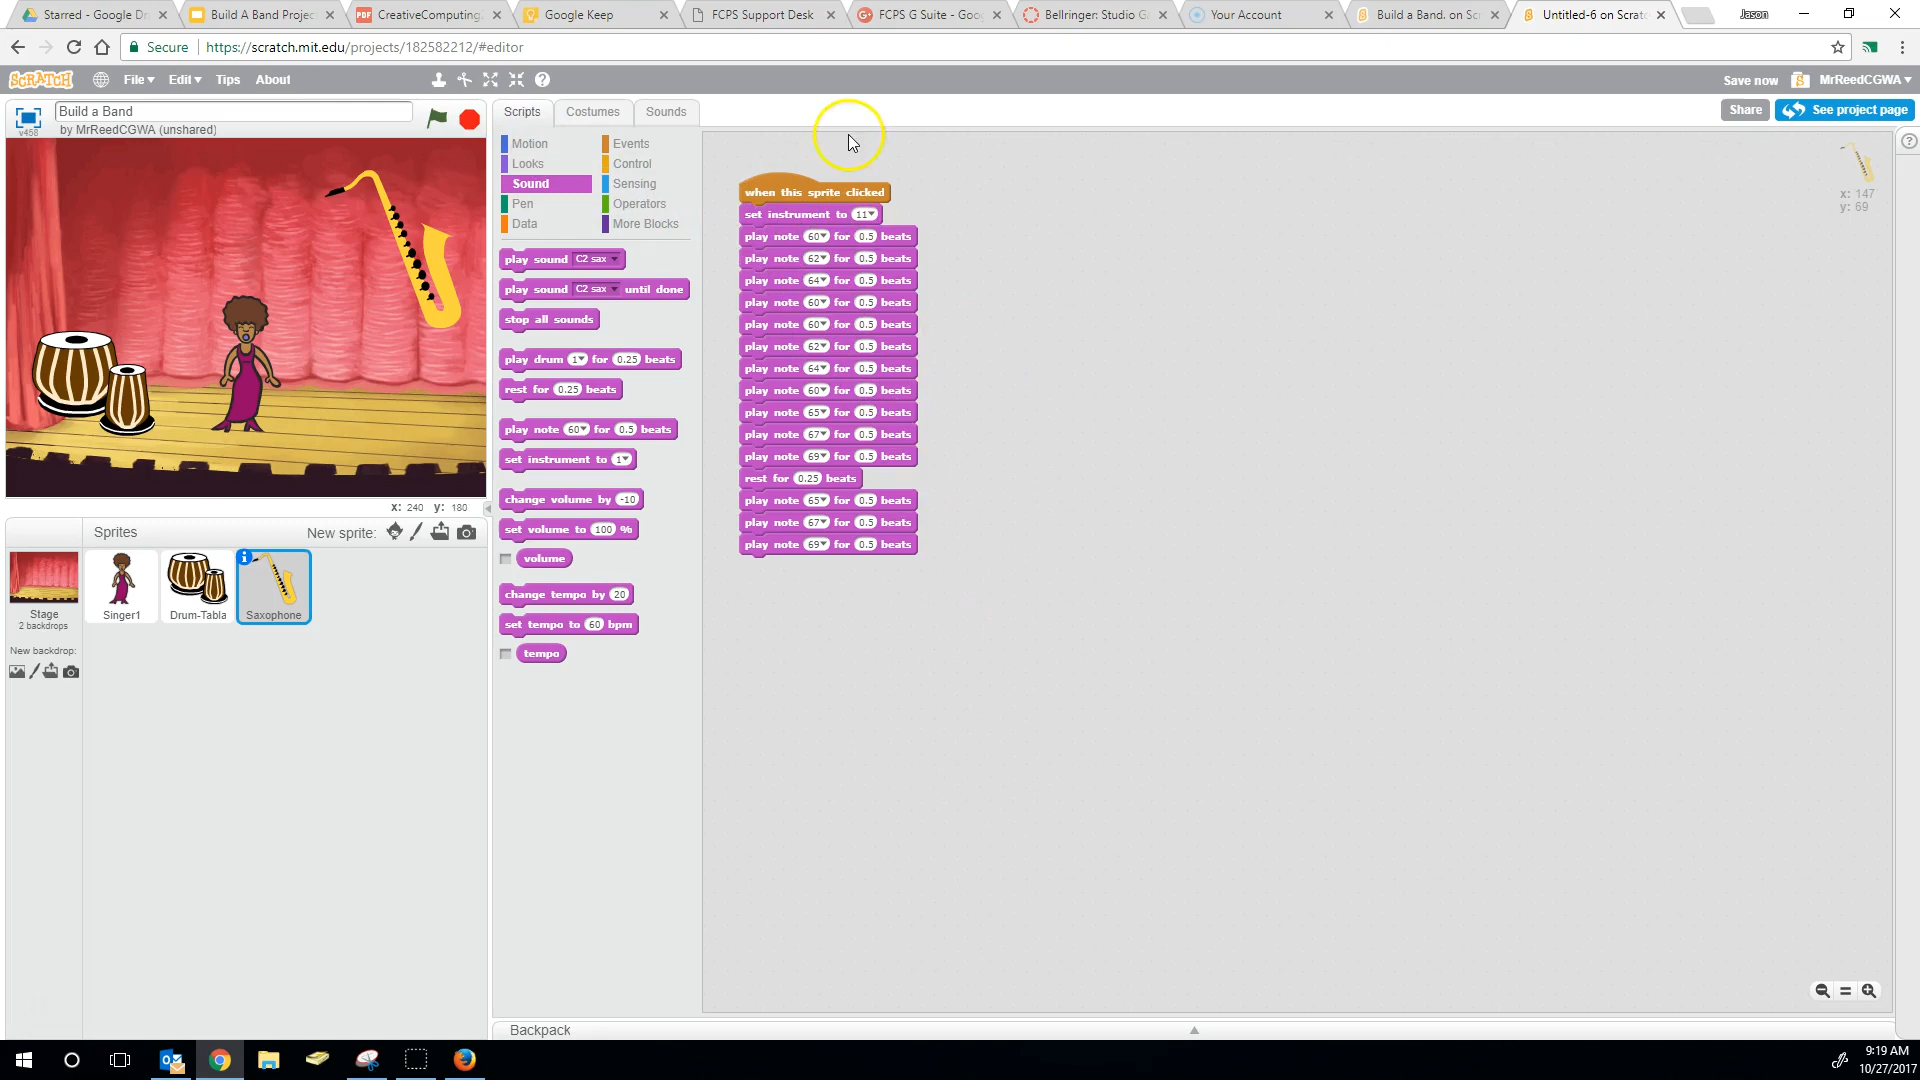 Starred - Google Dr
Build A Band Projec
CreativeComputing
Google Keep
FCPS Support Desk
FCPS G Suite - Goo
Bellringer: Studio G
Your Account
Build a Band. on Sc
Untitled-6 on Scratc
Jason
Secure
https://scratch.mit.edu/projects/182582212/#editor
SCRATCH
File
Edit
Tips
About
Save now
MrReedCGWA
v458
Build a Band
by MrReedCGWA (unshared)
Scripts
Costumes
Sounds
Share
See project page
Motion
Events
Looks
Control
Sound
Sensing
Pen
Operators
Data
More Blocks
play sound C2 sax
play sound C2 sax until done
stop all sounds
play drum 1 for 0.25 beats
rest for 0.25 beats
play note 60 for 0.5 beats
set instrument to 1
change volume by -10
set volume to 100 %
volume
change tempo by 20
set tempo to 60 bpm
tempo
when this sprite clicked
set instrument to 11
play note 60 for 0.5 beats
play note 62 for 0.5 beats
play note 64 for 0.5 beats
play note 60 for 0.5 beats
play note 60 for 0.5 beats
play note 62 for 0.5 beats
play note 64 for 0.5 beats
play note 60 for 0.5 beats
play note 65 for 0.5 beats
play note 67 for 0.5 beats
play note 69 for 0.5 beats
rest for 0.25 beats
play note 65 for 0.5 beats
play note 67 for 0.5 beats
play note 69 for 0.5 beats
x: 147
y: 69
x: 240 y: 180
Sprites
New sprite:
Stage
2 backdrops
New backdrop:
Singer1
Drum-Tabla
Saxophone
Backpack
9:19 AM
10/27/2017